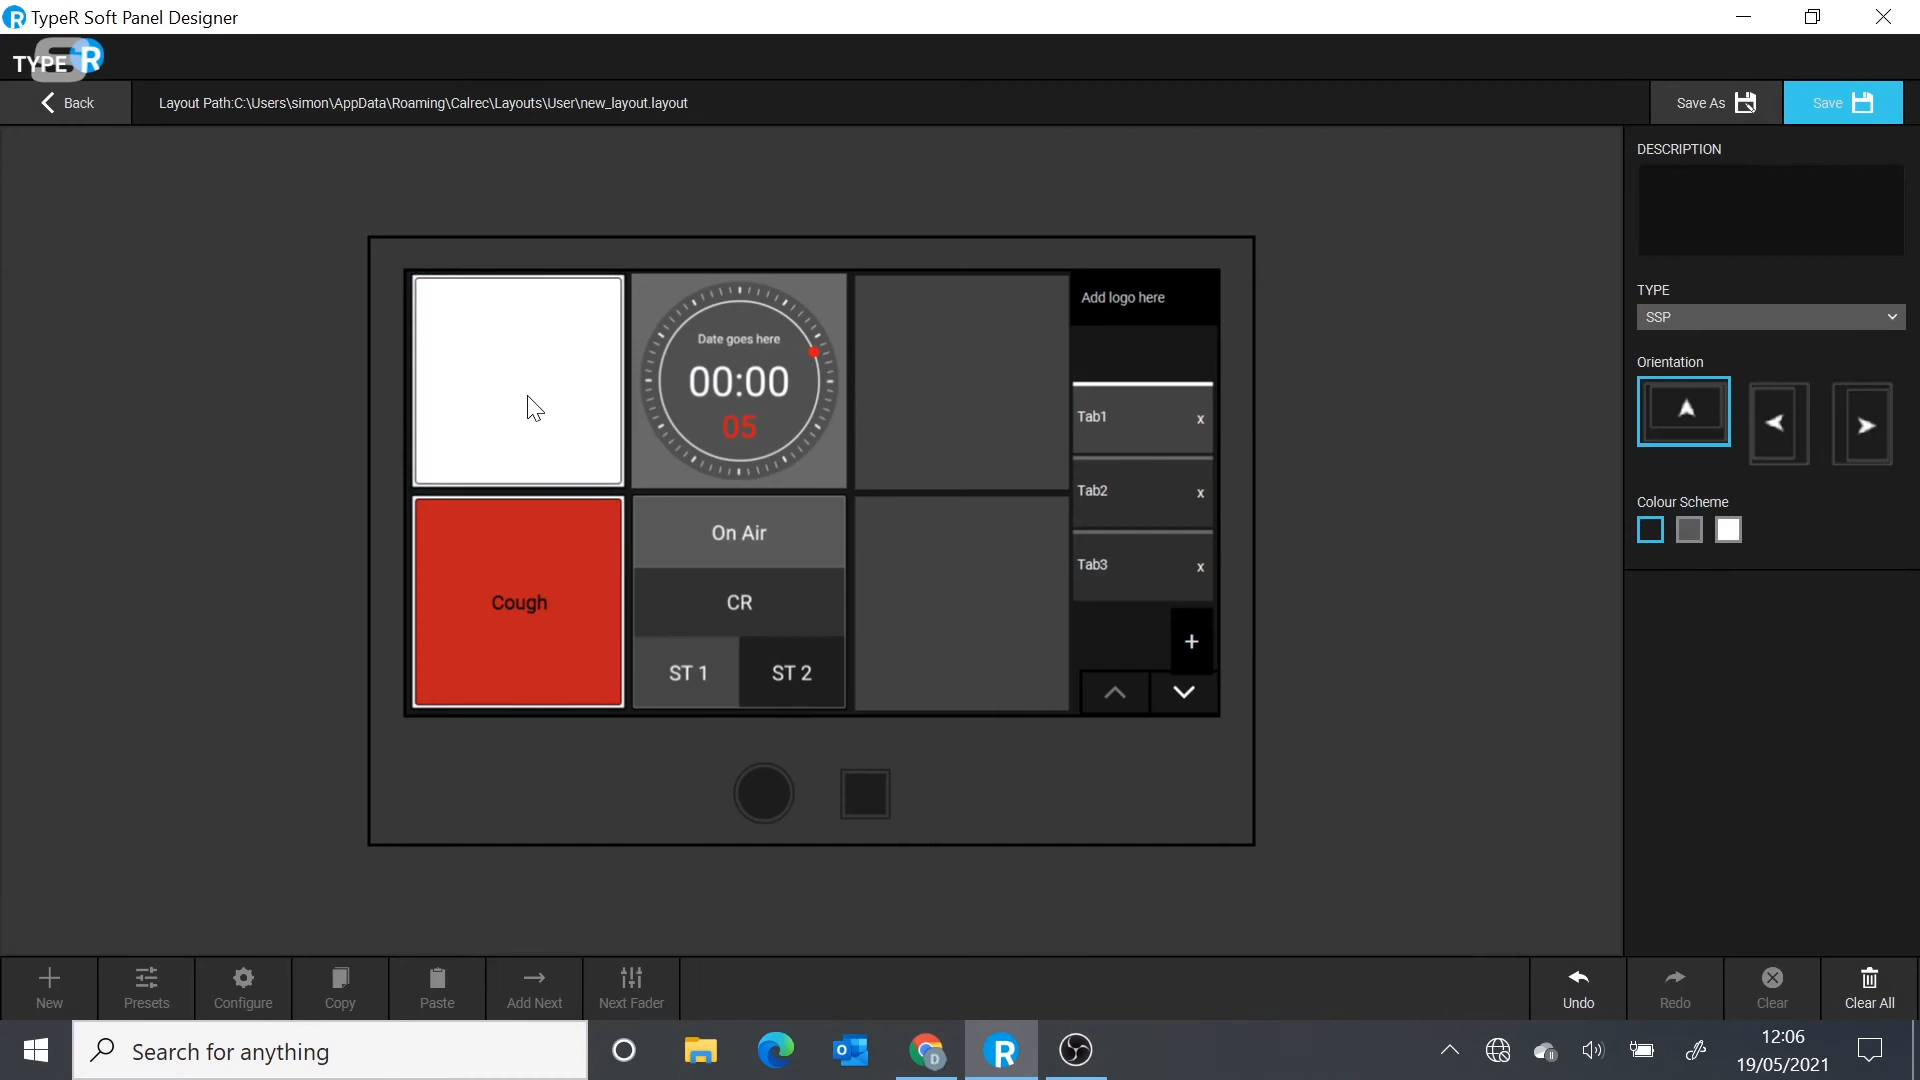 TypeR Soft Panel Designer
TYPE R
Back
Layout Path:C:\Users\simon\AppData\Roaming\Calrec\Layouts\User\new_layout.layout
Save As
Save
DESCRIPTION
TYPE
SSP
Orientation
Colour Scheme
Date goes here
00:00
05
Add logo here
Tab1 x
Tab2 x
Tab3 x
+
Cough
On Air
CR
ST 1 ST 2
New
Presets
Configure
Copy
Paste
Add Next
Next Fader
Undo
Redo
Clear
Clear All
Search for anything
12:06
19/05/2021